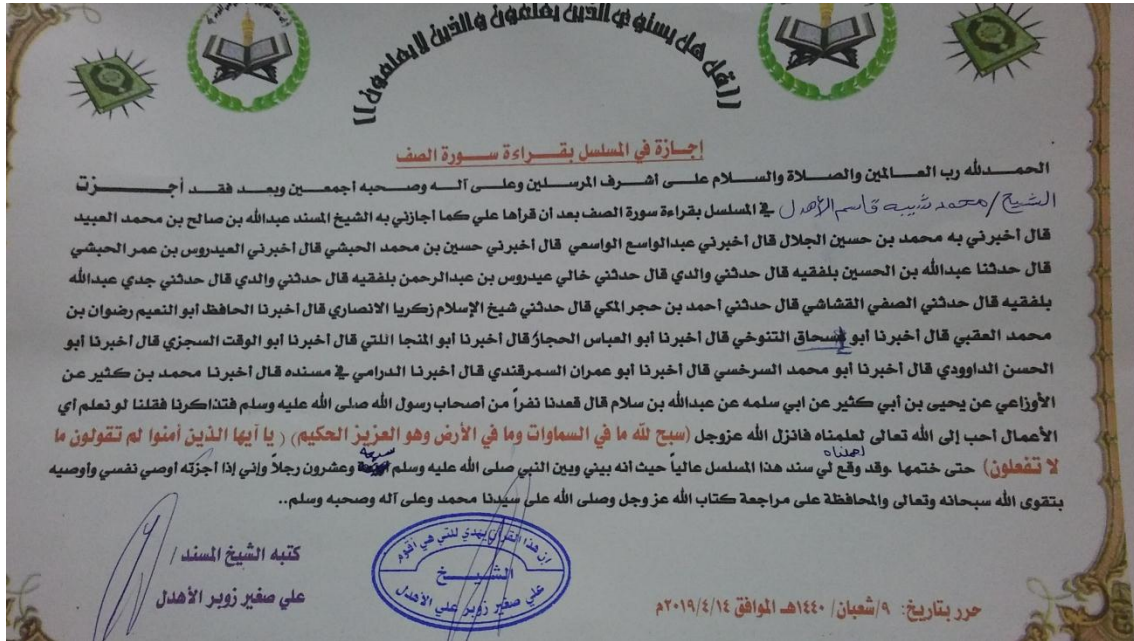 ((قل هل يستوي الذين يعلمون والذين لا يعلمون))
إجازة في المسلسل بقراءة سورة الصف
الحمدلله رب العالمين والصلاة والسلام على أشرف المرسلين وعلى آله وصحبه أجمعين وبعد فقد أجزت
الشيخ/محمد شيبه قاسم الأهدل في المسلسل بقراءة سورة الصف بعد أن قرأها علي كما اجازني به الشيخ المسند عبدالله بن صالح بن محمد العبيد
قال أخبرني به محمد بن حسين الجلال قال أخبرني عبدالواسع الواسعي قال أخبرني حسين بن محمد الحبشي قال أخبرني العيدروس بن عمر الحبشي
قال حدثنا عبدالله بن الحسين بلفقيه قال حدثني والدي قال حدثني خالي عيدروس بن عبدالرحمن بلفقيه قال حدثني والدي قال حدثني جدي عبدالله
بلفقيه قال حدثني الصفي القشاشي قال حدثني أحمد بن حجر المكي قال حدثني شيخ الإسلام زكريا الانصاري قال أخبرنا الحافظ أبو النعيم رضوان بن
محمد العقبي قال أخبرنا أبو إسحاق التنوخي قال أخبرنا أبو العباس الحجار قال أخبرنا أبو المنجا اللتي قال أخبرنا أبو الوقت السجزي قال أخبرنا أبو
الحسن الداوودي قال أخبرنا أبو محمد السرخسي قال أخبرنا أبو عمران السمرقندي قال أخبرنا الدرامي في مسنده قال أخبرنا محمد بن كثير عن
الأوزاعي عن يحيى بن أبي كثير عن ابي سلمه عن عبدالله بن سلام قال قعدنا نفراً من أصحاب رسول الله صلى الله عليه وسلم فتذاكرنا فقلنا لو نعلم أي
الأعمال أحب إلى الله تعالى لعلمناه فانزل الله عزوجل (سبح لله ما في السماوات وما في الأرض وهو العزيز الحكيم) (يا آيها الذين أمنوا لم تقولون ما
لعملناه
لا تفعلون) حتى ختمها .وقد وقع لي سند هذا المسلسل عالياً حيث أنه بيني وبين النبي صلى الله عليه وسلم سبعة وعشرون رجلاً وإني إذا أجزته أوصي نفسي وأوصيه
بتقوى الله سبحانه وتعالى والمحافظة على مراجعة كتاب الله عز وجل وصلى الله على سيدنا محمد وعلى آله وصحبه وسلم..
كتبه الشيخ المسند /
علي صغير زوبر الأهدل
إن هذا القرآن يهدي للتي هي أقوم
الشيخ
علي صغير زوبر علي الأهدل
حرر بتاريخ: ٩/شعبان/ ١٤٤٠هـ الموافق ٢٠١٩/٤/١٤م